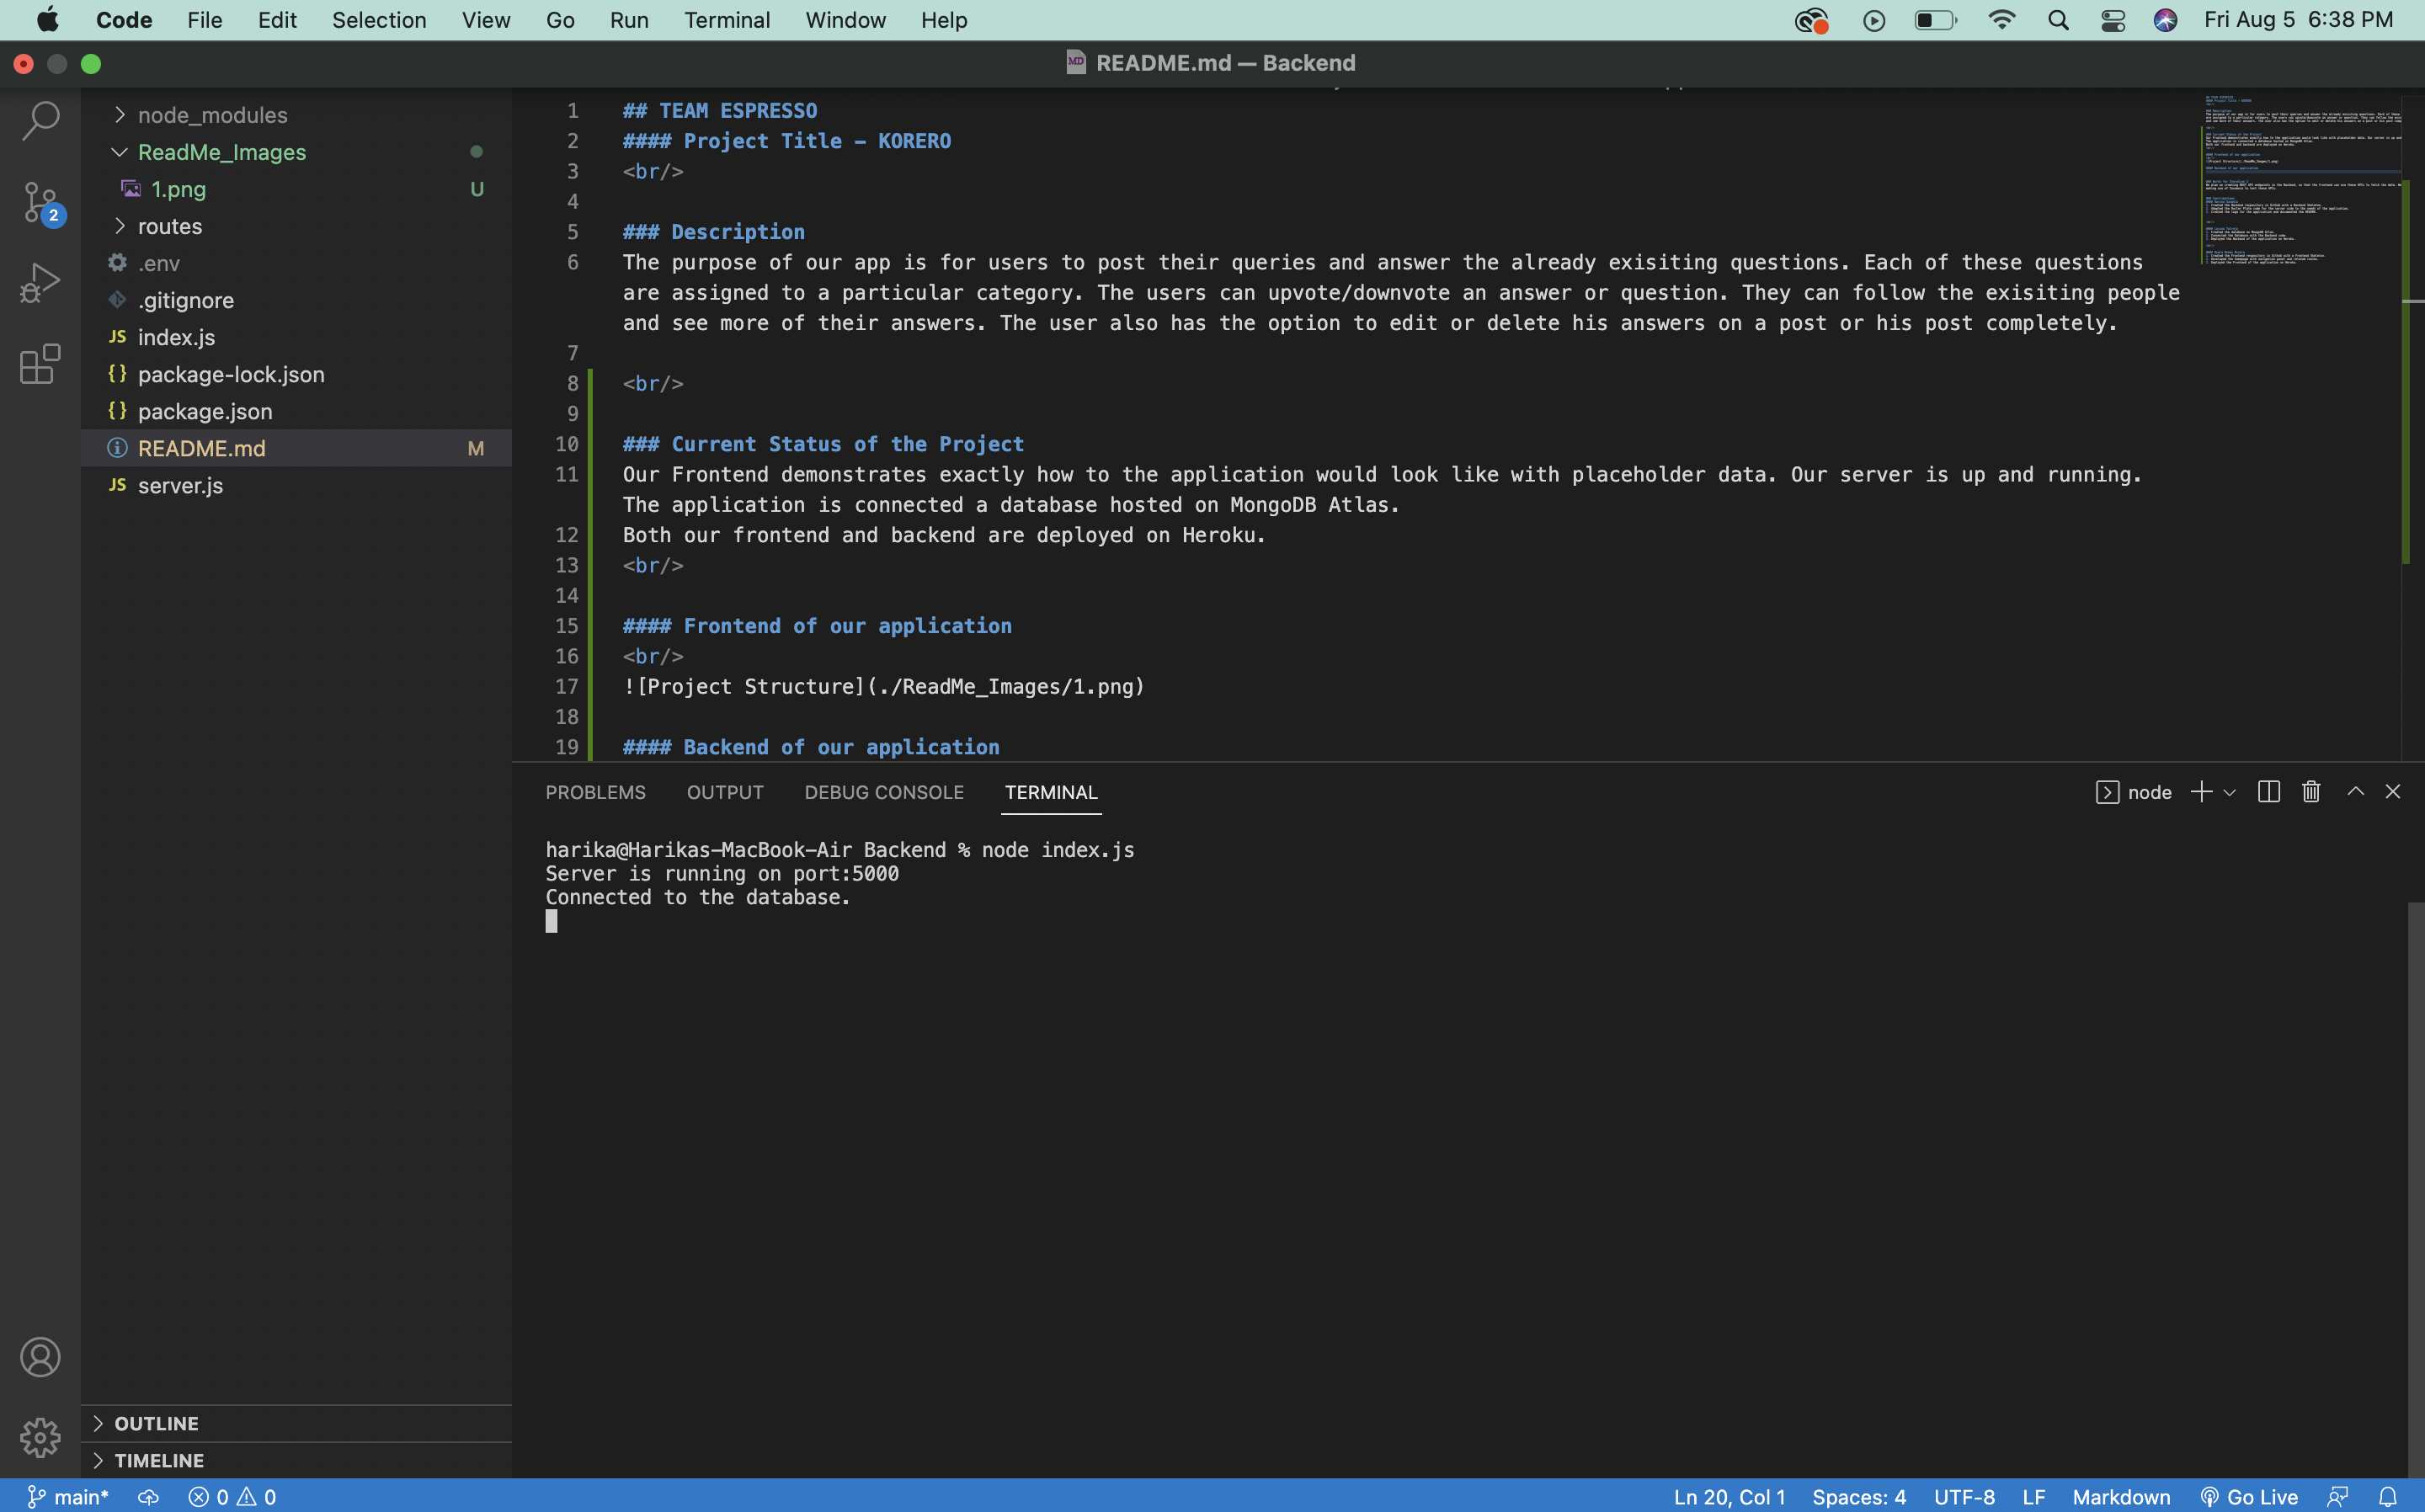 Code File Edit Selection View Go Run Terminal Window Help Fri Aug 5 6:38 PM
README.md — Backend
node_modules
ReadMe_Images
1.png U
routes
.env
.gitignore
JS index.js
{} package-lock.json
{} package.json
README.md M
JS server.js
2
OUTLINE
TIMELINE
1 ## TEAM ESPRESSO
2 #### Project Title - KORERO
3 <br/>
4
5 ### Description
6 The purpose of our app is for users to post their queries and answer the already exisiting questions. Each of these questions
are assigned to a particular category. The users can upvote/downvote an answer or question. They can follow the exisiting people
and see more of their answers. The user also has the option to edit or delete his answers on a post or his post completely.
7
8 <br/>
9
10 ### Current Status of the Project
11 Our Frontend demonstrates exactly how to the application would look like with placeholder data. Our server is up and running.
The application is connected a database hosted on MongoDB Atlas.
12 Both our frontend and backend are deployed on Heroku.
13 <br/>
14
15 #### Frontend of our application
16 <br/>
17 ![Project Structure](./ReadMe_Images/1.png)
18
19 #### Backend of our application
PROBLEMS OUTPUT DEBUG CONSOLE TERMINAL node
harika@Harikas-MacBook-Air Backend % node index.js
Server is running on port:5000
Connected to the database.
main* 0 0 Ln 20, Col 1 Spaces: 4 UTF-8 LF Markdown Go Live